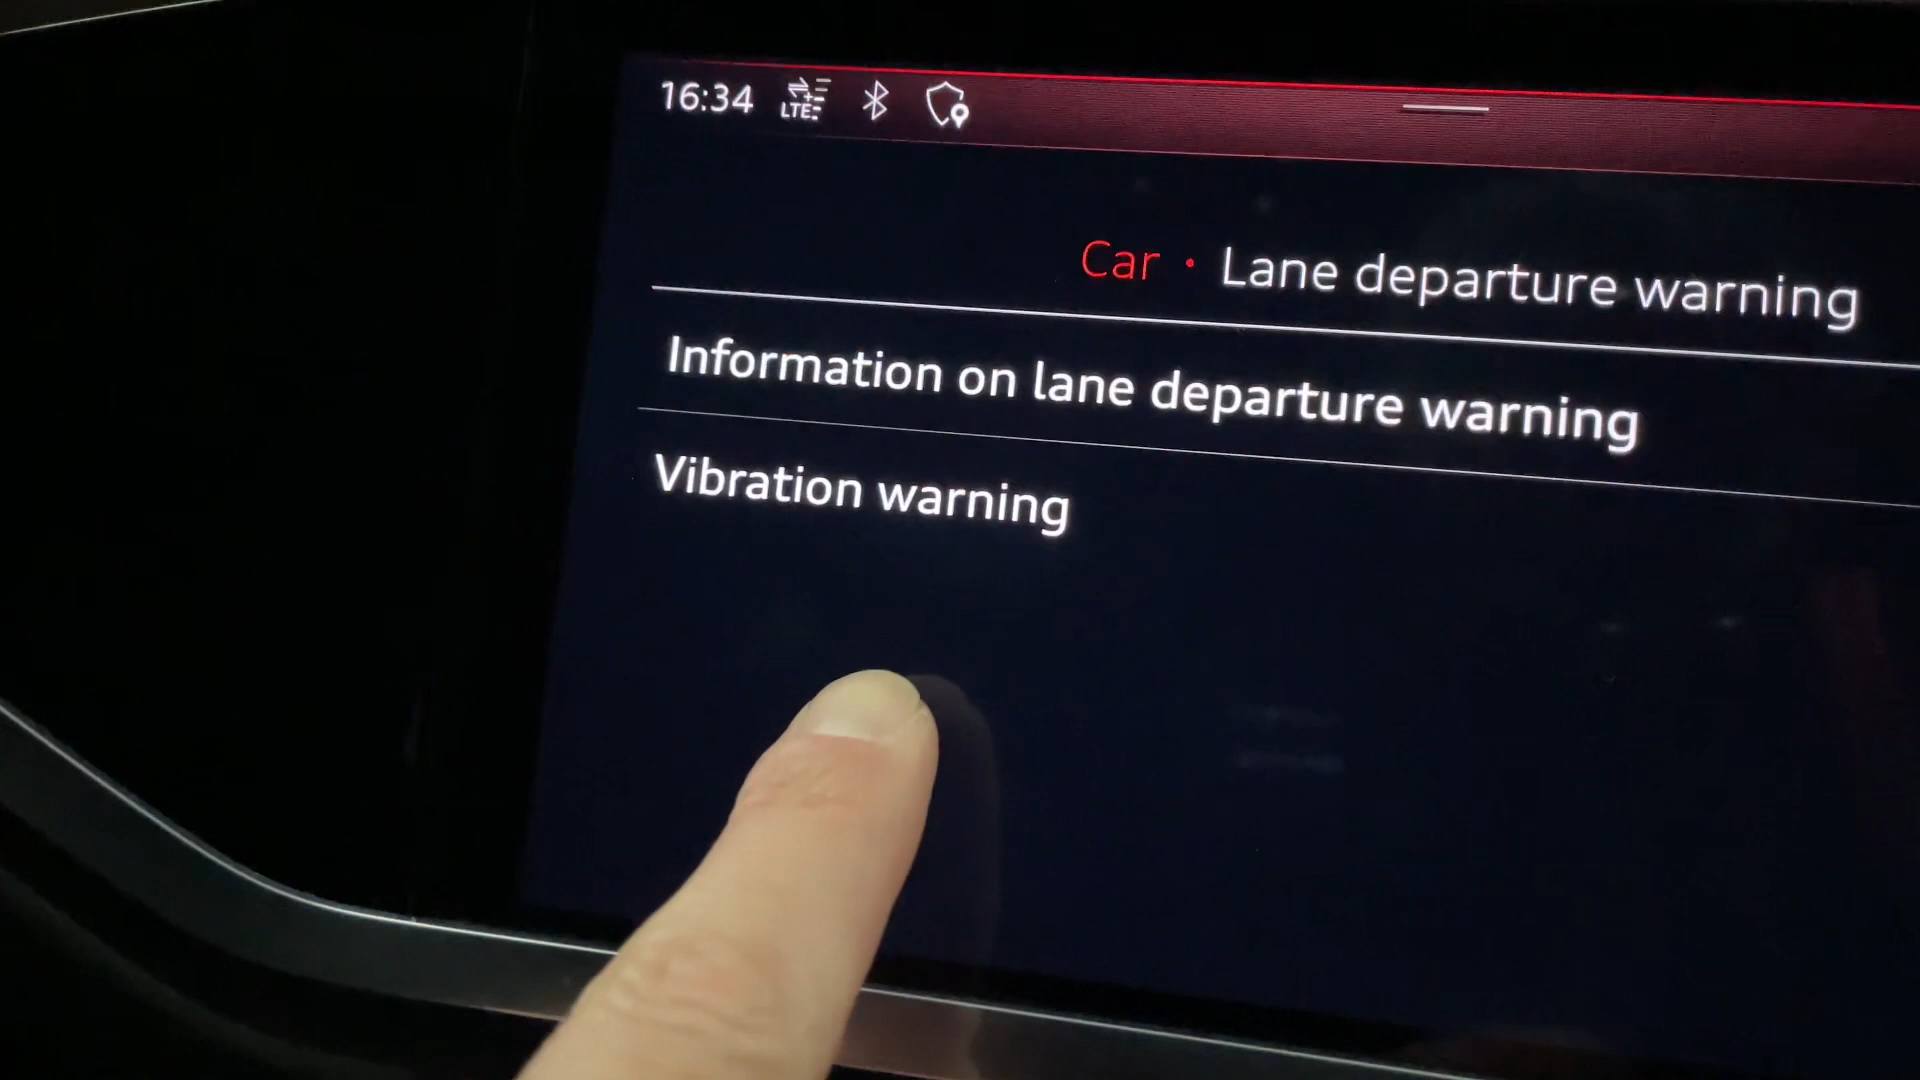 16:34 LTE
Car · Lane departure warning
Information on lane departure warning
Vibration warning